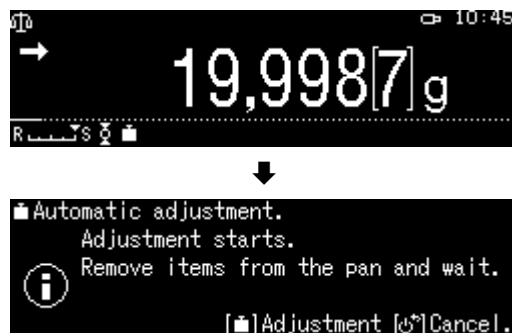 10:45
19,998[7] g
R S
Automatic adjustment.
Adjustment starts.
Remove items from the pan and wait.
[]Adjustment []Cancel.